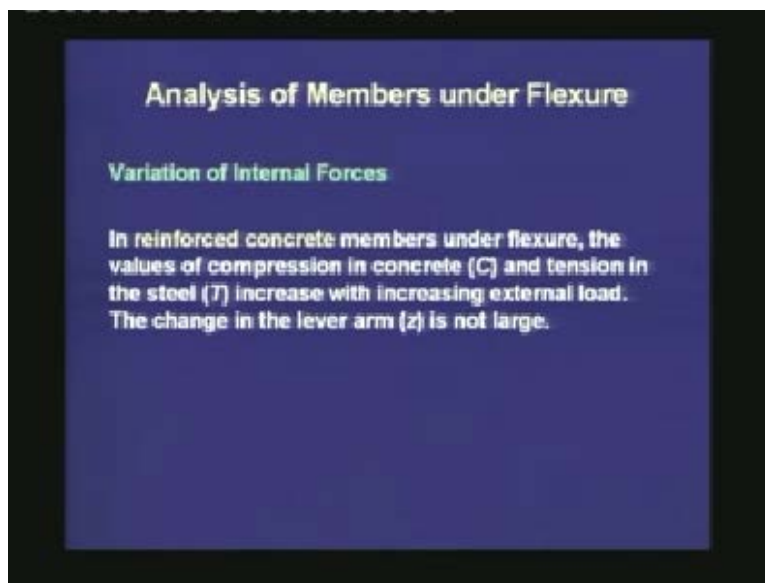 Analysis of Members under Flexure
Variation of Internal Forces
In reinforced concrete members under flexure, the
values of compression in concrete (C) and tension in
the steel (T) increase with increasing external load.
The change in the lever arm (z) is not large.